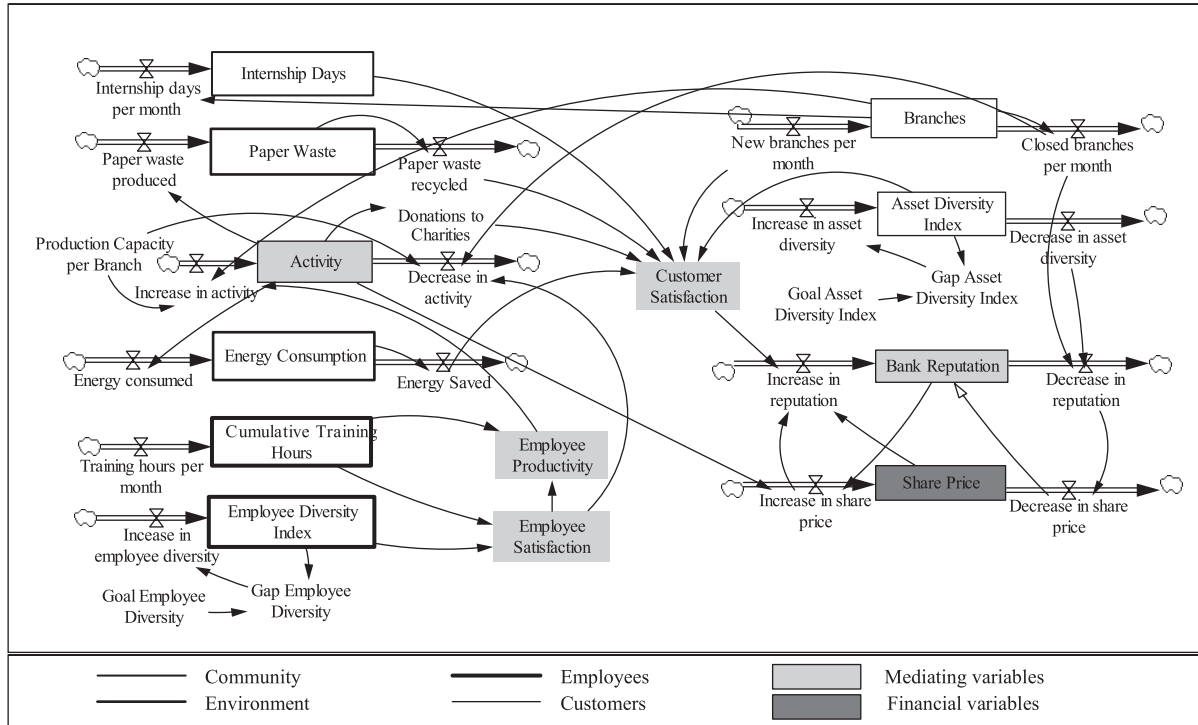 Internship Days
Internship days
per month
Branches
New branches per
month
Closed branches
per month
Paper Waste
Paper waste
produced
Paper waste
recycled
Asset Diversity
Index
Increase in asset
diversity
Decrease in asset
diversity
Donations to
Charities
Production Capacity
per Branch
Activity
Increase in activity
Decrease in
activity
Customer
Satisfaction
Gap Asset
Diversity Index
Goal Asset
Diversity Index
Energy Consumption
Energy consumed
Energy Saved
Bank Reputation
Increase in
reputation
Decrease in
reputation
Cumulative Training
Hours
Training hours per
month
Employee
Productivity
Share Price
Increase in share
price
Decrease in share
price
Employee Diversity
Index
Incease in
employee diversity
Employee
Satisfaction
Gap Employee
Diversity
Goal Employee
Diversity
Community
Environment
Employees
Customers
Mediating variables
Financial variables